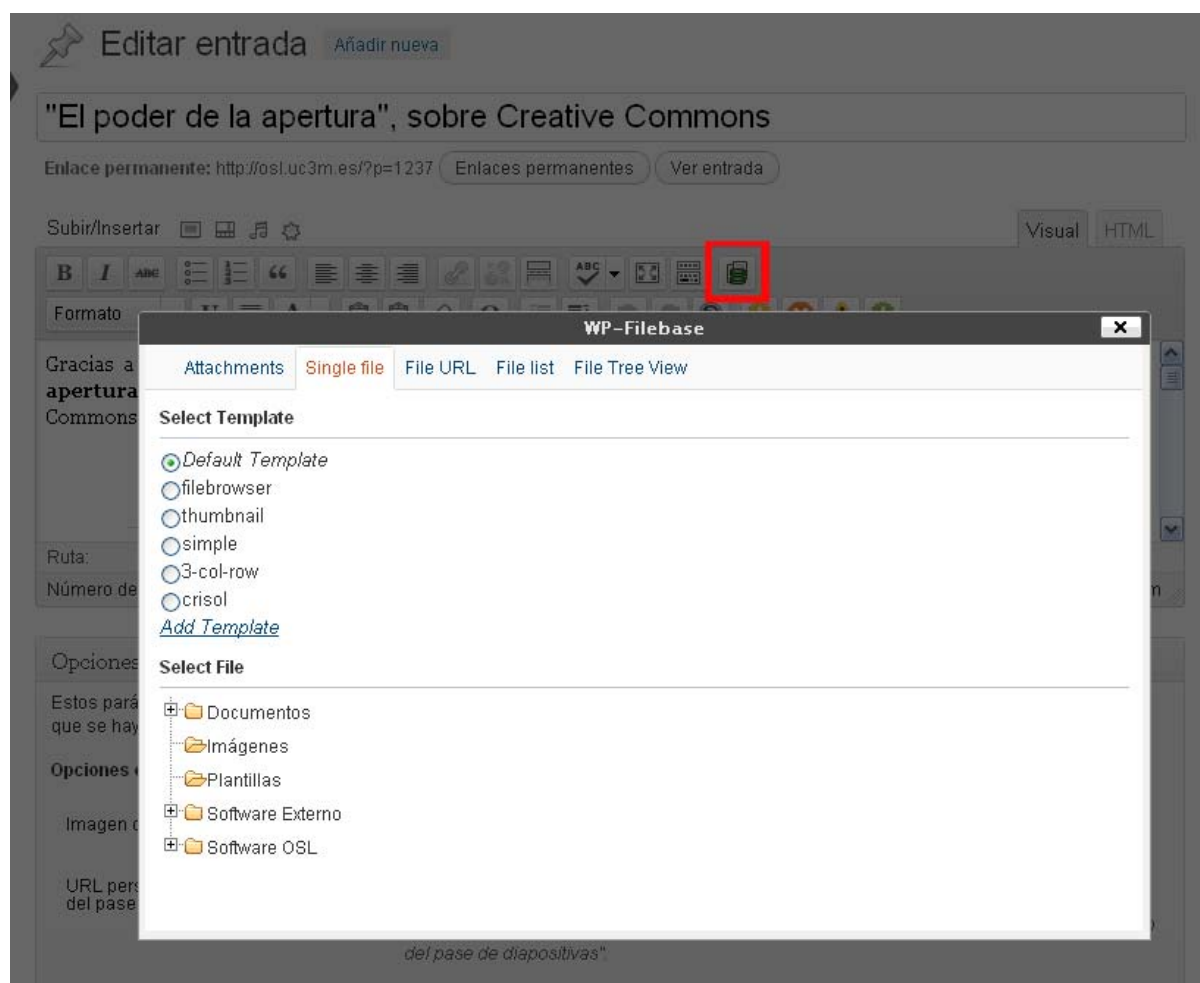 Editar entrada Añadir nueva
"El poder de la apertura", sobre Creative Commons
Enlace permanente: http://osl.uc3m.es/?p=1237 Enlaces permanentes Ver entrada
Subir/Insertar Visual HTML
B I ABC ABC
Formato
WP-Filebase
Gracias a
apertura
Commons
Attachments Single file File URL File list File Tree View
Select Template
Default Template
filebrowser
thumbnail
simple
3-col-row
crisol
Add Template
Ruta:
Número de
Select File
Documentos
Imágenes
Plantillas
Software Externo
Software OSL
Opciones
Estos pará
que se hay
Opciones
Imagen
URL pers
del pase
del pase de diapositivas".